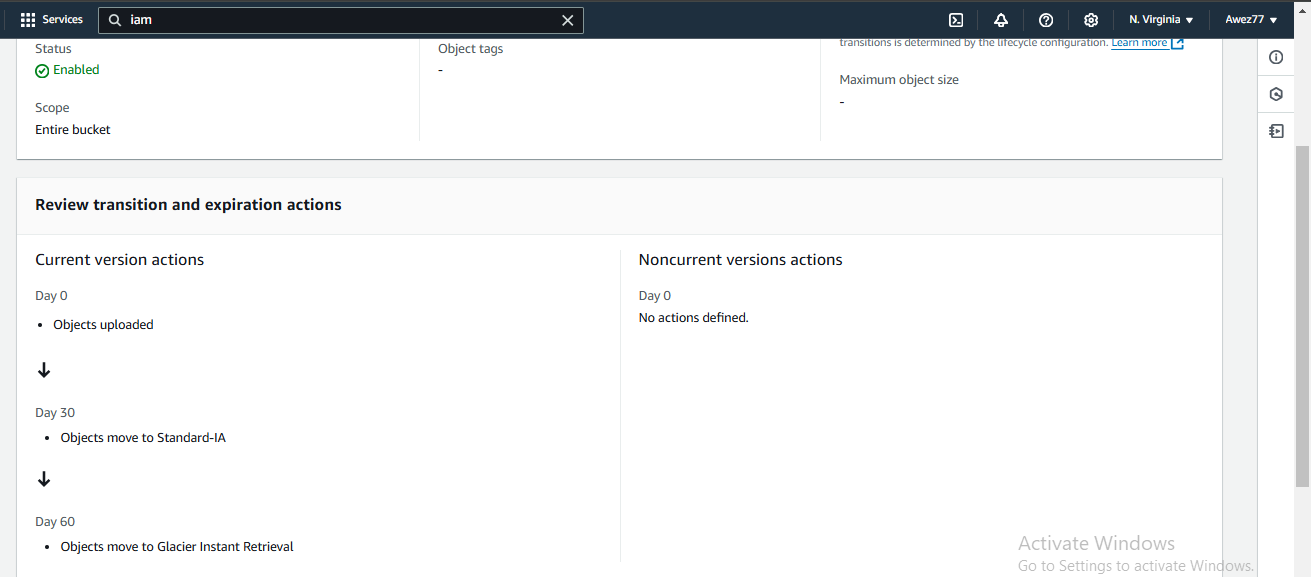 Services
iam
N. Virginia
Awez77
Status
Enabled
Scope
Entire bucket
Object tags
-
transitions is determined by the lifecycle configuration. Learn more
Maximum object size
-
Review transition and expiration actions
Current version actions
Day 0
• Objects uploaded
↓
Day 30
• Objects move to Standard-IA
↓
Day 60
• Objects move to Glacier Instant Retrieval
Noncurrent versions actions
Day 0
No actions defined.
Activate Windows
Go to Settings to activate Windows.